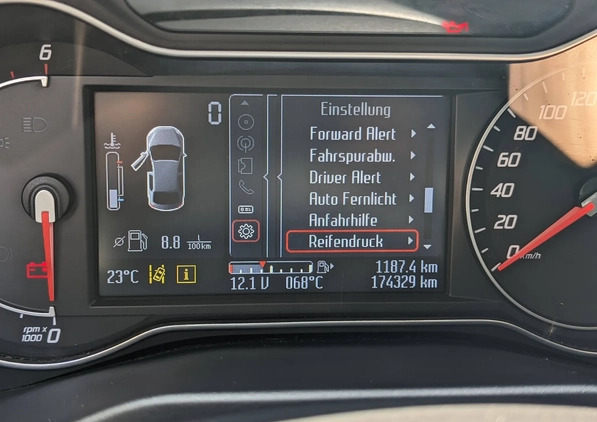 6
0
Einstellung
Forward Alert
Fahrspurabw.
Driver Alert
Auto Fernlicht
Anfahrhilfe
Reifendruck
8.8 l/100km
23°C
i
12.1 V 068°C
1187.4 km
174329 km
rpm x 1000
0
120
100
80
60
40
20
0
km/h